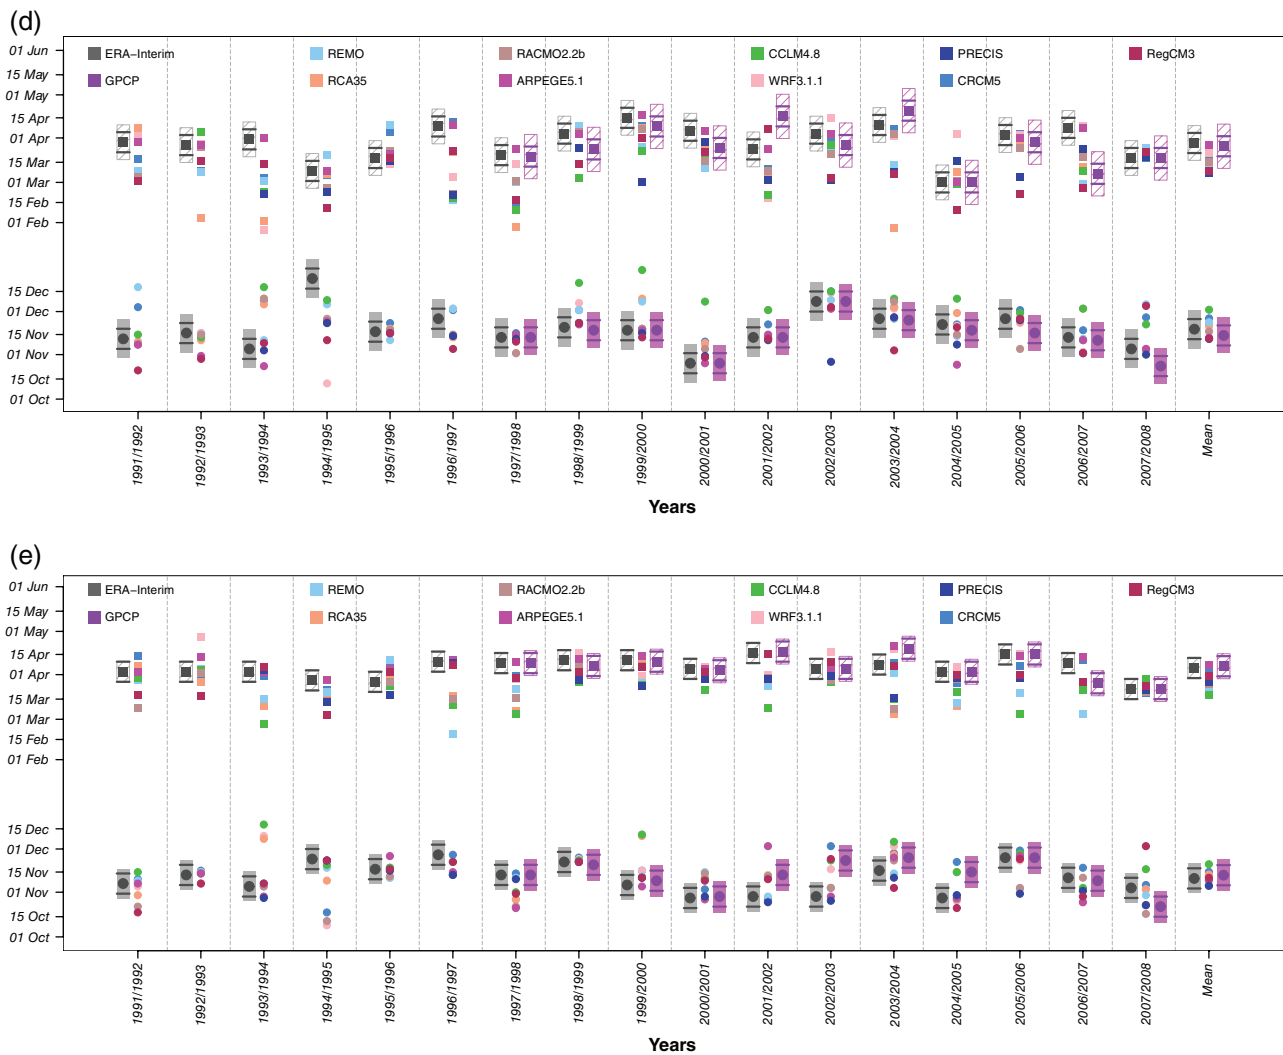 (d)
ERA−Interim REMO RACMO2.2b CCLM4.8 PRECIS RegCM3
GPCP RCA35 ARPEGE5.1 WRF3.1.1 CRCM5
01 Jun
15 May
01 May
15 Apr
01 Apr
15 Mar
01 Mar
15 Feb
01 Feb
15 Dec
01 Dec
15 Nov
01 Nov
15 Oct
01 Oct
1991/1992
1992/1993
1993/1994
1994/1995
1995/1996
1996/1997
1997/1998
1998/1999
1999/2000
2000/2001
2001/2002
2002/2003
2003/2004
2004/2005
2005/2006
2006/2007
2007/2008
Mean
Years
(e)
ERA−Interim REMO RACMO2.2b CCLM4.8 PRECIS RegCM3
GPCP RCA35 ARPEGE5.1 WRF3.1.1 CRCM5
01 Jun
15 May
01 May
15 Apr
01 Apr
15 Mar
01 Mar
15 Feb
01 Feb
15 Dec
01 Dec
15 Nov
01 Nov
15 Oct
01 Oct
1991/1992
1992/1993
1993/1994
1994/1995
1995/1996
1996/1997
1997/1998
1998/1999
1999/2000
2000/2001
2001/2002
2002/2003
2003/2004
2004/2005
2005/2006
2006/2007
2007/2008
Mean
Years